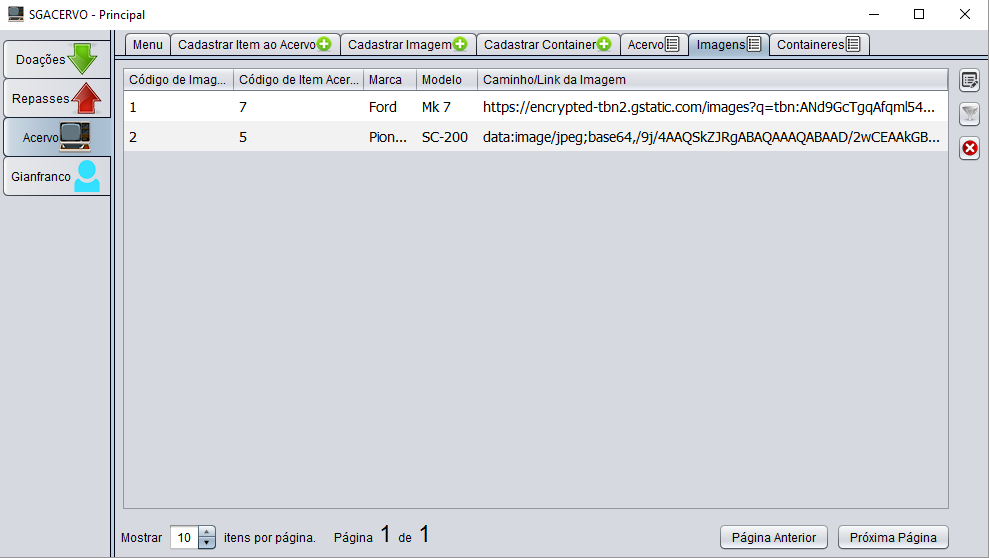 SGACERVO - Principal
Doações
Repasses
Acervo
Gianfranco
Menu
Cadastrar Item ao Acervo
Cadastrar Imagem
Cadastrar Container
Acervo
Imagens
Containeres
Código de Imag... Código de Item Acer... Marca Modelo Caminho/Link da Imagem
1 7 Ford Mk 7 https://encrypted-tbn2.gstatic.com/images?q=tbn:ANd9GcTgqAfqml54...
2 5 Pion... SC-200 data:image/jpeg;base64,/9j/4AAQSkZJRgABAQAAAQABAAD/2wCEAAkGB...
Mostrar 10 itens por página. Página 1 de 1
Página Anterior
Próxima Página